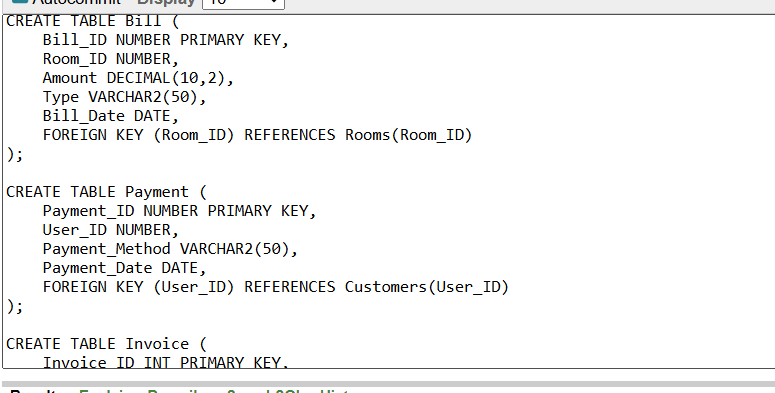 Autocommit Display 10
CREATE TABLE Bill (
    Bill_ID NUMBER PRIMARY KEY,
    Room_ID NUMBER,
    Amount DECIMAL(10,2),
    Type VARCHAR2(50),
    Bill_Date DATE,
    FOREIGN KEY (Room_ID) REFERENCES Rooms(Room_ID)
);

CREATE TABLE Payment (
    Payment_ID NUMBER PRIMARY KEY,
    User_ID NUMBER,
    Payment_Method VARCHAR2(50),
    Payment_Date DATE,
    FOREIGN KEY (User_ID) REFERENCES Customers(User_ID)
);

CREATE TABLE Invoice (
    Invoice_ID INT PRIMARY KEY,